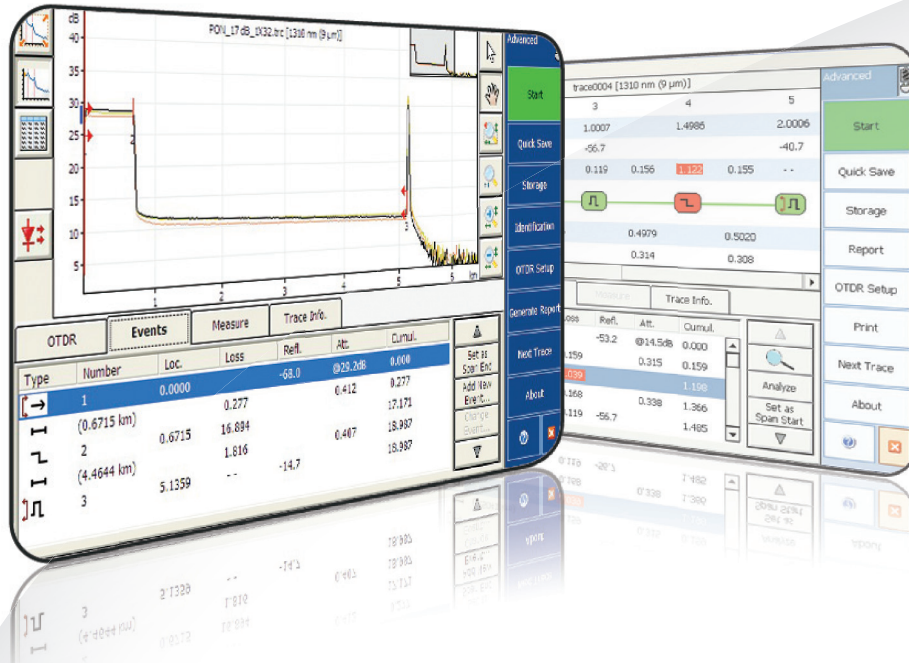 dB
PON_17 dB_1X32.trc [1310 nm (9 µm)]
40
35
30
25
20
15
10
5
2
3
1
2
3
4
5
6
km
Advanced
Start
Quick Save
Storage
Identification
OTDR Setup
Generate Report
Next Trace
About
OTDR
Events
Measure
Trace Info.
Type Number Loc. Loss Refl. Att. Cumul.
1 0.0000 -68.0 @29.2dB 0.000
(0.6715 km) 0.277 0.412 0.277
2 0.6715 16.894 17.171
(4.4644 km) 1.816 0.407 18.987
3 5.1359 -- -14.7 18.987
Set as
Span End
Add New
Event...
Change
Event...
trace0004 [1310 nm (9 µm)]
3 4 5
1.0007 1.4986 2.0006
-56.7 -40.7
0.119 0.156 1.122 0.155 --
0.4979 0.5020
0.314 0.308
Measure
Trace Info.
Loss Refl. Att. Cumul.
-53.2 @14.5dB 0.000
.159 0.315 0.159
.039 1.198
.168 0.338 1.366
.119 -56.7 1.485
Analyze
Set as
Span Start
Advanced
Start
Quick Save
Storage
Report
OTDR Setup
Print
Next Trace
About